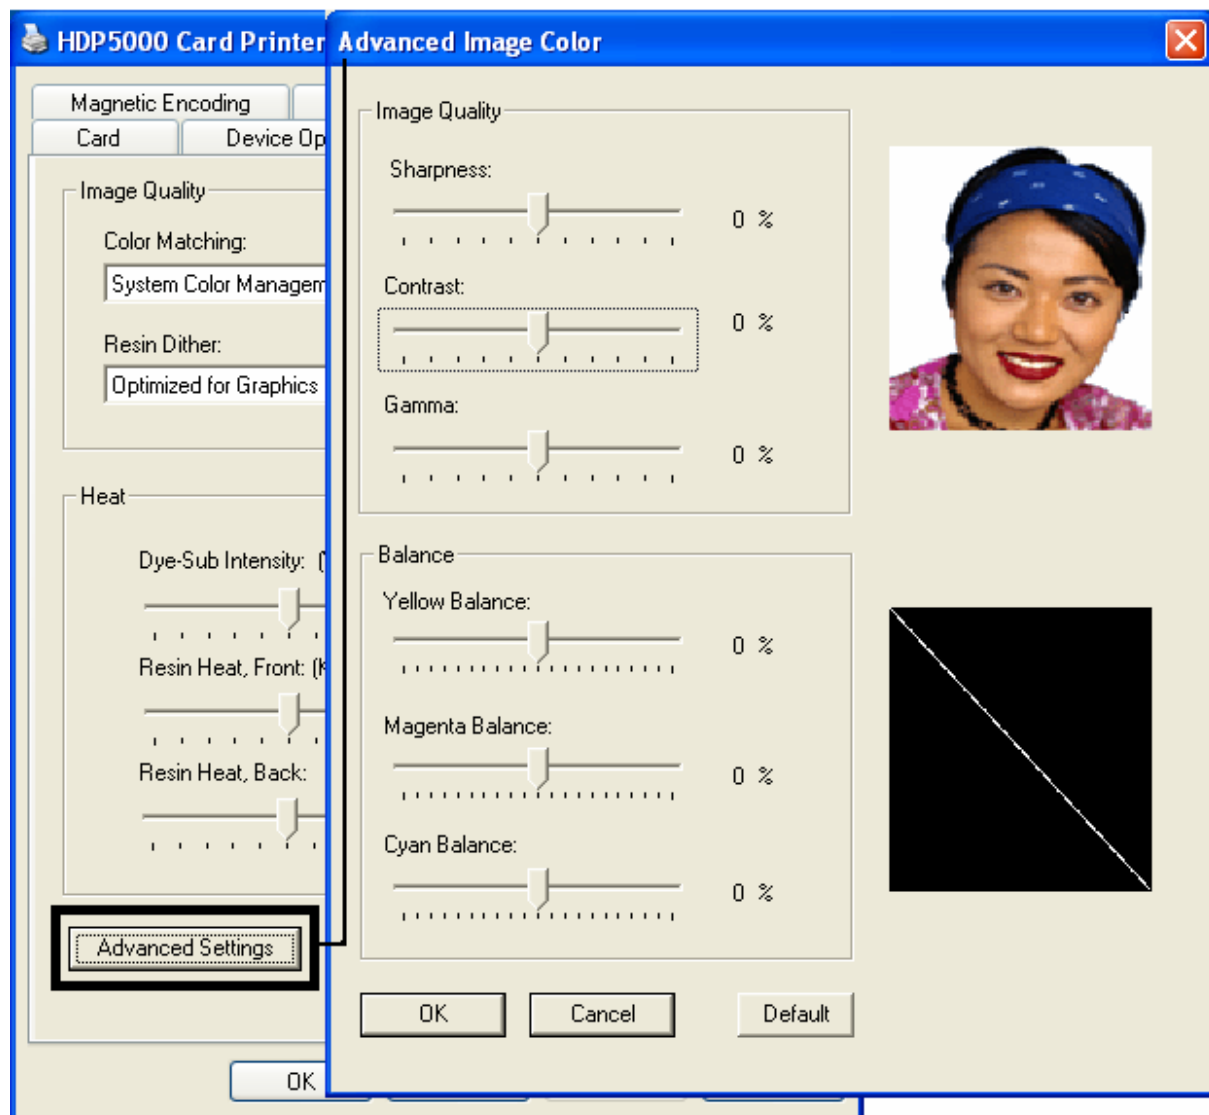 HDP5000 Card Printer
Magnetic Encoding
Card
Device Op
Image Quality
Color Matching:
System Color Managem
Resin Dither:
Optimized for Graphics
Heat
Dye-Sub Intensity: (
Resin Heat, Front: (K
Resin Heat, Back:
Advanced Settings
OK
Advanced Image Color
Image Quality
Sharpness:
0 %
Contrast:
0 %
Gamma:
0 %
Balance
Yellow Balance:
0 %
Magenta Balance:
0 %
Cyan Balance:
0 %
OK
Cancel
Default